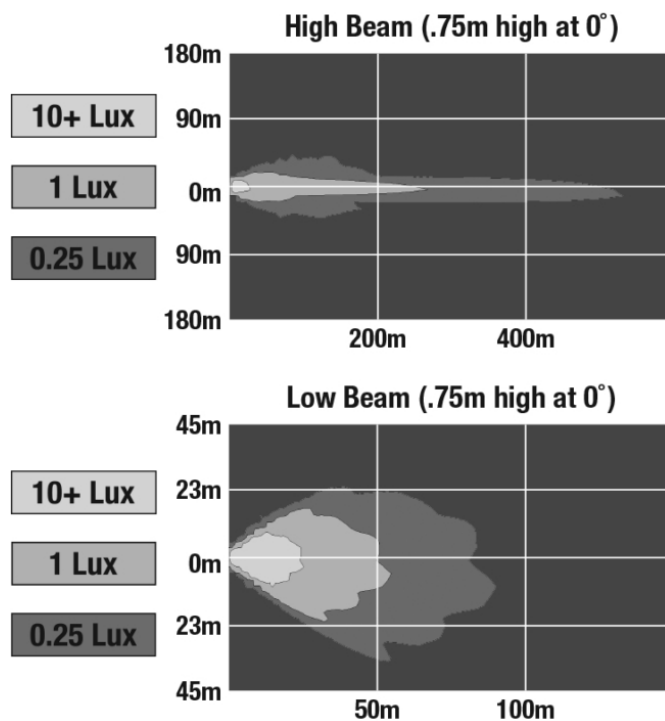 High Beam (.75m high at 0°)
180m
10+ Lux
90m
1 Lux
0m
0.25 Lux
90m
180m
200m
400m
Low Beam (.75m high at 0°)
45m
10+ Lux
23m
1 Lux
0m
0.25 Lux
23m
45m
50m
100m